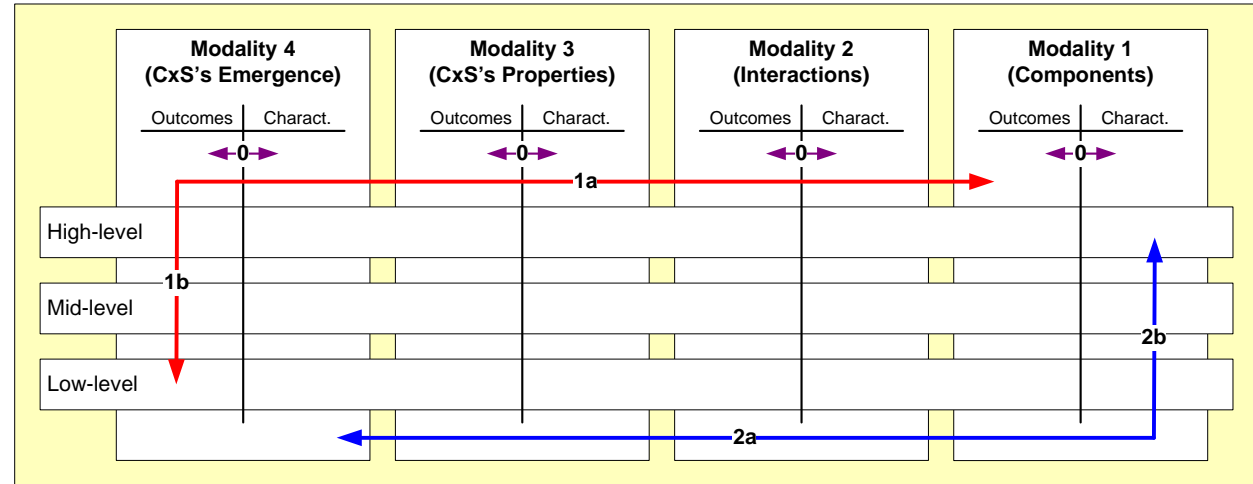 Modality 4
(CxS's Emergence)
Modality 3
(CxS's Properties)
Modality 2
(Interactions)
Modality 1
(Components)
Outcomes Charact.
Outcomes Charact.
Outcomes Charact.
Outcomes Charact.
0
0
0
0
1a
High-level
1b
Mid-level
2b
Low-level
2a